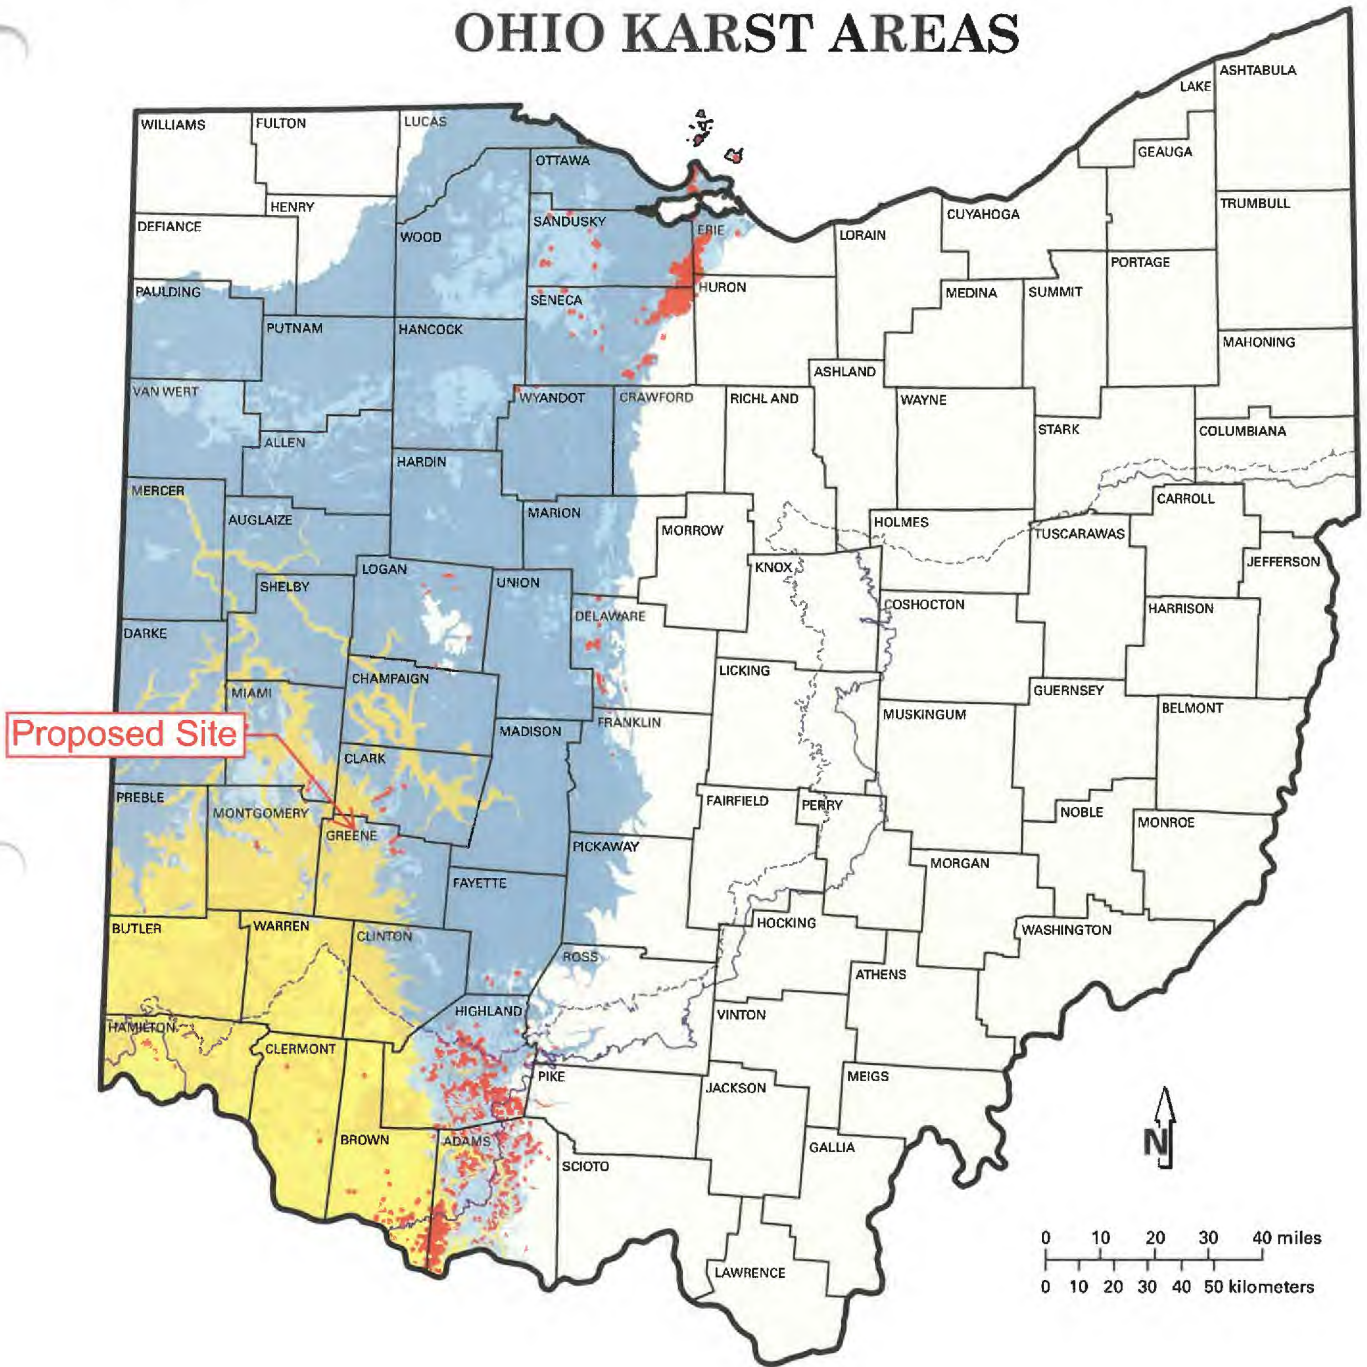 OHIO KARST AREAS
WILLIAMS
FULTON
LUCAS
OTTAWA
LAKE
ASHTABULA
GEAUGA
HENRY
DEFIANCE
WOOD
SANDUSKY
ERIE
LORAIN
CUYAHOGA
TRUMBULL
PAULDING
PUTNAM
HANCOCK
SENECA
HURON
MEDINA
SUMMIT
PORTAGE
MAHONING
VAN WERT
ALLEN
WYANDOT
CRAWFORD
RICHLAND
ASHLAND
WAYNE
STARK
COLUMBIANA
HARDIN
MERCER
AUGLAIZE
MARION
MORROW
HOLMES
TUSCARAWAS
CARROLL
JEFFERSON
SHELBY
LOGAN
UNION
DELAWARE
KNOX
COSHOCTON
HARRISON
DARKE
MIAMI
CHAMPAIGN
LICKING
GUERNSEY
BELMONT
Proposed Site
CLARK
MADISON
FRANKLIN
MUSKINGUM
PREBLE
MONTGOMERY
GREENE
FAIRFIELD
PERRY
NOBLE
MONROE
FAYETTE
PICKAWAY
MORGAN
BUTLER
WARREN
CLINTON
ROSS
HOCKING
ATHENS
WASHINGTON
HAMILTON
CLERMONT
HIGHLAND
VINTON
PIKE
JACKSON
MEIGS
BROWN
ADAMS
SCIOTO
GALLIA
LAWRENCE
N
0 10 20 30 40 miles
0 10 20 30 40 50 kilometers